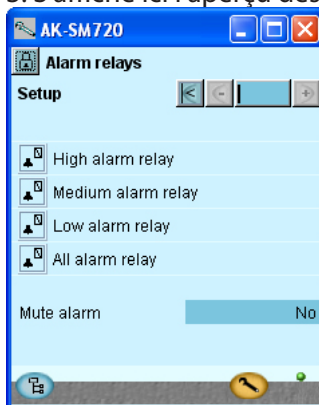 AK-SM720
Alarm relays
Setup
High alarm relay
Medium alarm relay
Low alarm relay
All alarm relay
Mute alarm No